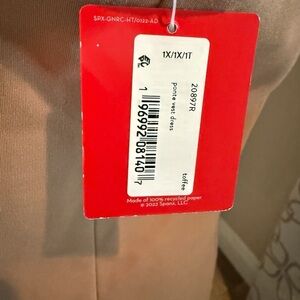 SPX-GNRC-HT/0222-AD
1X/1X/1T
20897R
ponte vest dress
toffee
1 96992 08140 7
Made of 100% recycled paper
© 2022 Spanx, LLC